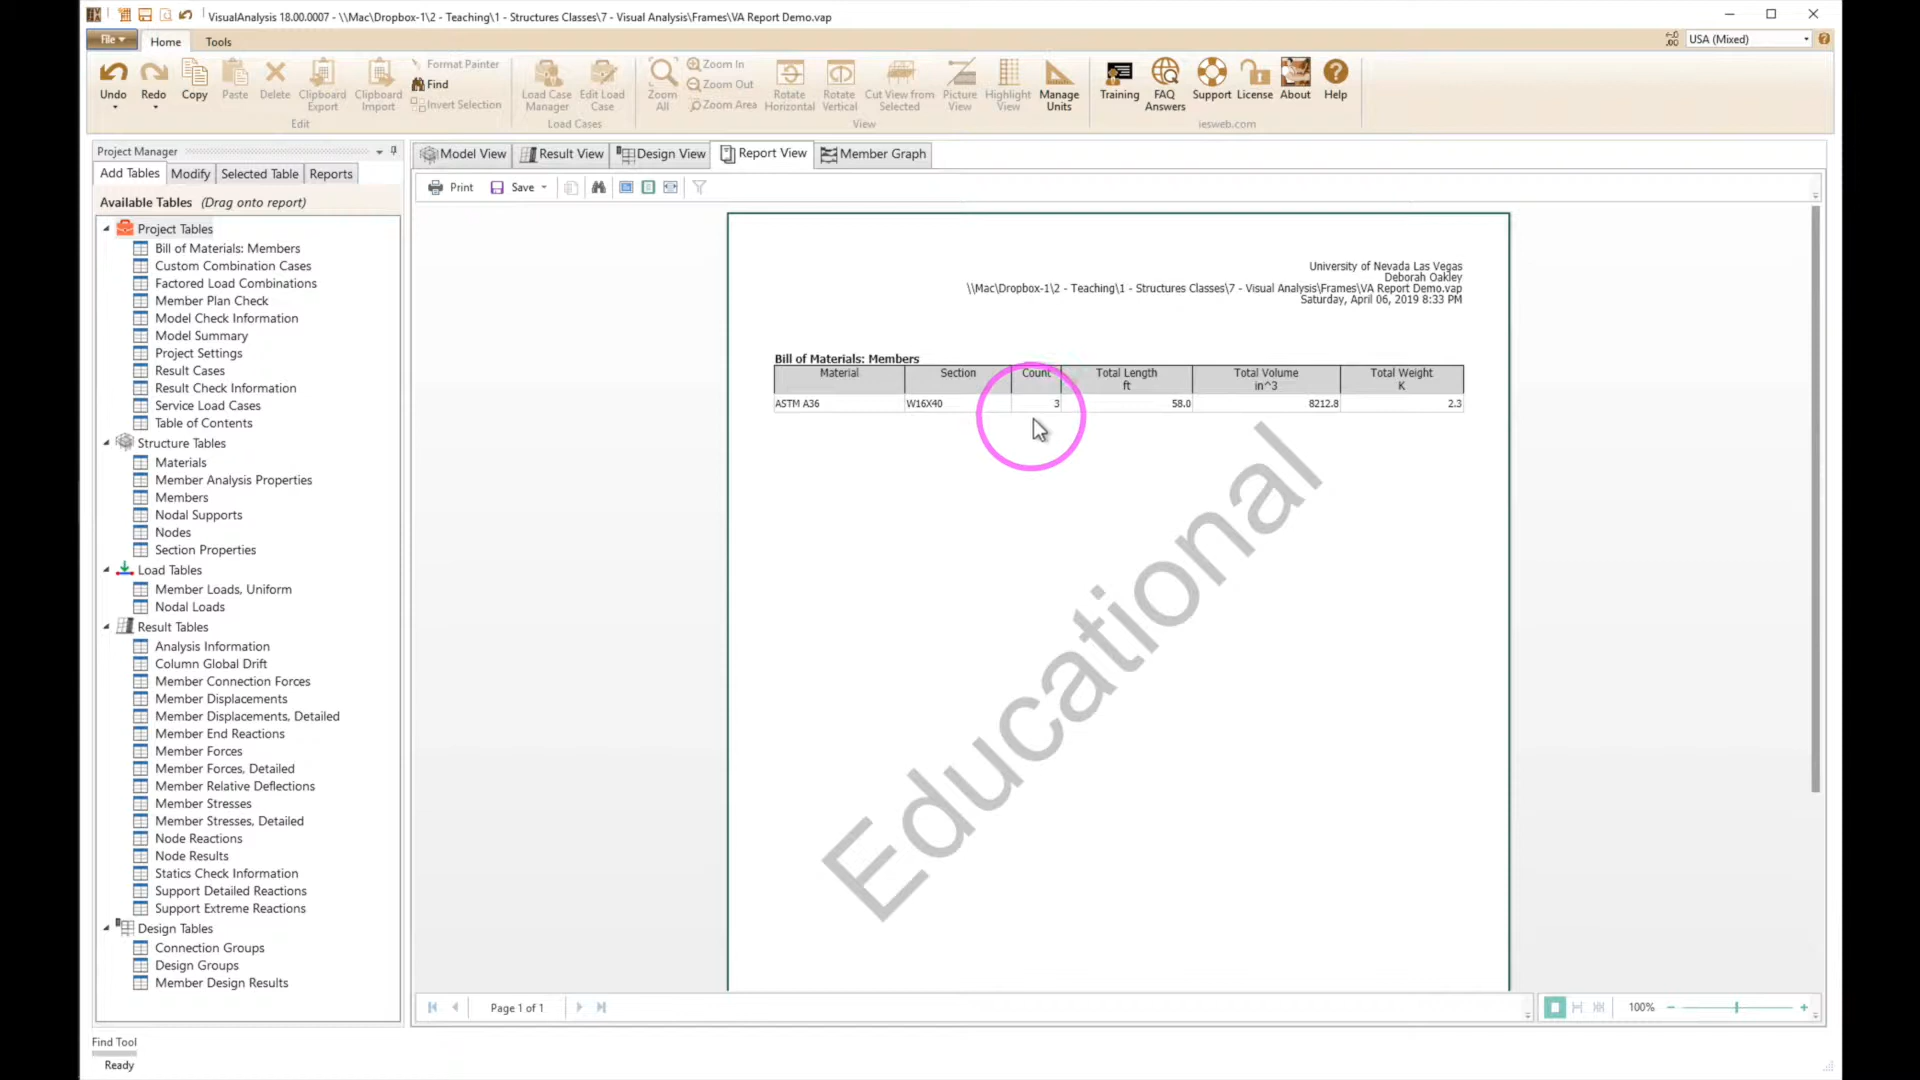 VisualAnalysis 18.00.0007 - \\Mac\Dropbox-1\2 - Teaching\1 - Structures Classes\7 - Visual Analysis\Frames\VA Report Demo.vap
File Home Tools
USA (Mixed)
Undo Redo Copy Paste Delete Clipboard Export Clipboard Import
Format Painter
Find
Invert Selection
Edit
Load Case Manager Edit Load Case
Load Cases
Zoom All
Zoom In
Zoom Out
Zoom Area
Rotate Horizontal Rotate Vertical Cut View from Selected Picture View Highlight View Manage Units
View
Training FAQ Answers Support License About Help
iesweb.com
Project Manager
Add Tables Modify Selected Table Reports
Available Tables (Drag onto report)
Project Tables
Bill of Materials: Members
Custom Combination Cases
Factored Load Combinations
Member Plan Check
Model Check Information
Model Summary
Project Settings
Result Cases
Result Check Information
Service Load Cases
Table of Contents
Structure Tables
Materials
Member Analysis Properties
Members
Nodal Supports
Nodes
Section Properties
Load Tables
Member Loads, Uniform
Nodal Loads
Result Tables
Analysis Information
Column Global Drift
Member Connection Forces
Member Displacements
Member Displacements, Detailed
Member End Reactions
Member Forces
Member Forces, Detailed
Member Relative Deflections
Member Stresses
Member Stresses, Detailed
Node Reactions
Node Results
Statics Check Information
Support Detailed Reactions
Support Extreme Reactions
Design Tables
Connection Groups
Design Groups
Member Design Results
Model View Result View Design View Report View Member Graph
Print Save
University of Nevada Las Vegas
Deborah Oakley
\\Mac\Dropbox-1\2 - Teaching\1 - Structures Classes\7 - Visual Analysis\Frames\VA Report Demo.vap
Saturday, April 06, 2019 8:33 PM
Bill of Materials: Members
Material Section Count Total Length Total Volume Total Weight
ft in^3 K
ASTM A36 W16X40 3 58.0 8212.8 2.3
Educational
Page 1 of 1
100%
Find Tool
Ready